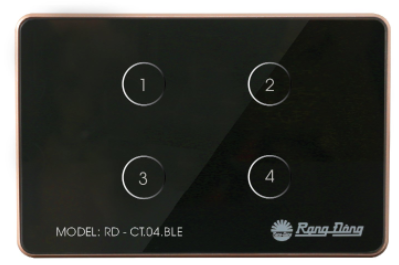 1 2
3 4
MODEL: RD - CT.04.BLE
Rạng Đông